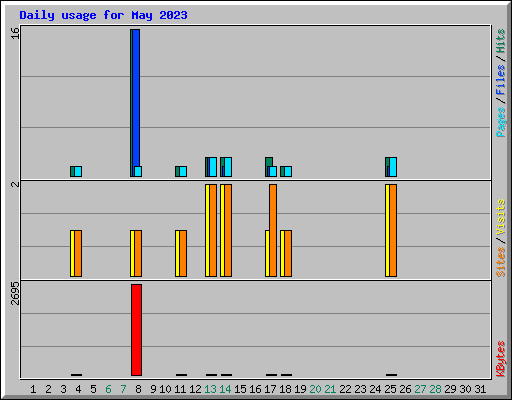 Daily usage for May 2023
16
2
2695
Pages / Files / Hits
Sites / Visits
KBytes
1 2 3 4 5 6 7 8 9 10 11 12 13 14 15 16 17 18 19 20 21 22 23 24 25 26 27 28 29 30 31